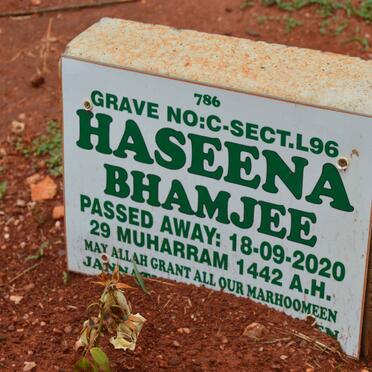 786
GRAVE NO:C-SECT.L96
HASEENA
BHAMJEE
PASSED AWAY: 18-09-2020
29 MUHARRAM 1442 A.H.
MAY ALLAH GRANT ALL OUR MARHOOMEEN